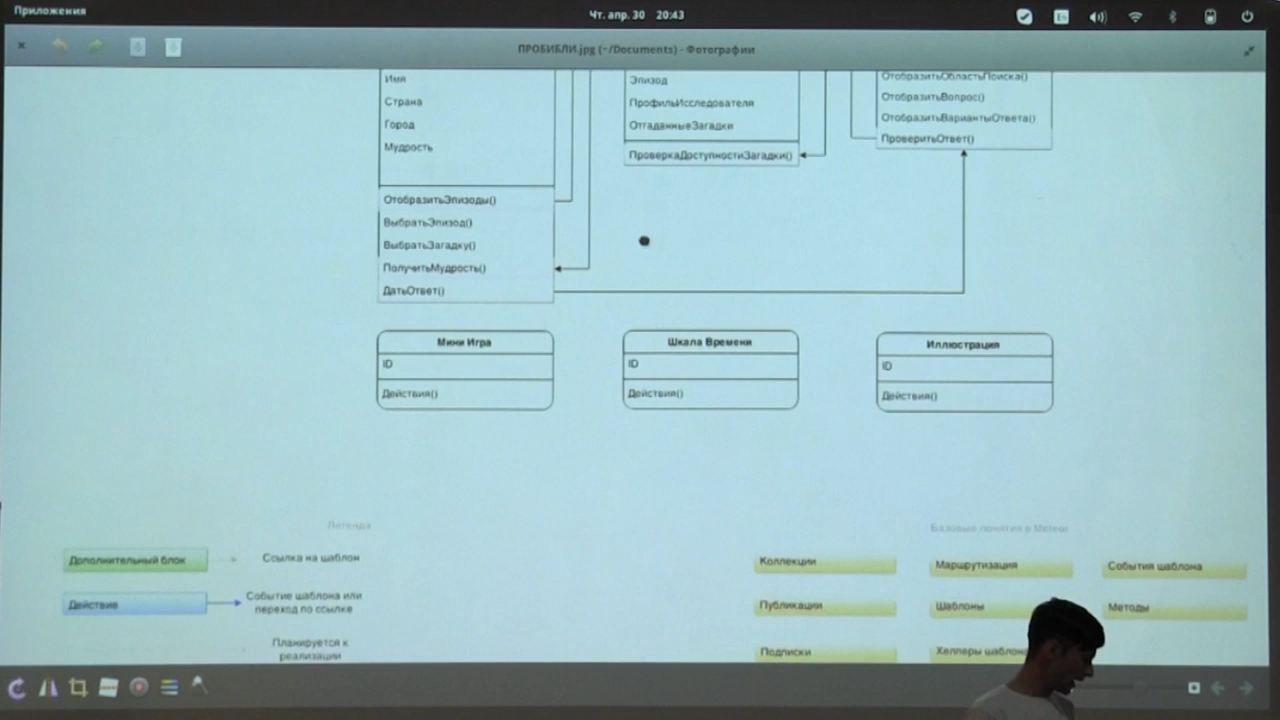 Приложения
Чт. апр. 30 20:43
En
ПРОБИБЛИ.jpg (~/Documents) - Фотографии
Имя
Страна
Город
Мудрость
ОтобразитьЭпизоды()
ВыбратьЭпизод()
ВыбратьЗагадку()
ПолучитьМудрость()
ДатьОтвет()
Эпизод
ПрофильИсследователя
ОтгаданныеЗагадки
ПроверкаДоступностиЗагадки()
ОтобразитьОбластьПоиска()
ОтобразитьВопрос()
ОтобразитьВариантыОтвета()
ПроверитьОтвет()
Мини Игра
ID
Действия()
Шкала Времени
ID
Действия()
Иллюстрация
ID
Действия()
Легенда
Дополнительный блок
Ссылка на шаблон
Действие
Событие шаблона или
переход по ссылке
Планируется к
реализации
Базовые понятия в Meteor
Коллекции
Маршрутизация
События шаблона
Публикации
Шаблоны
Методы
Подписки
Хелперы шаблона